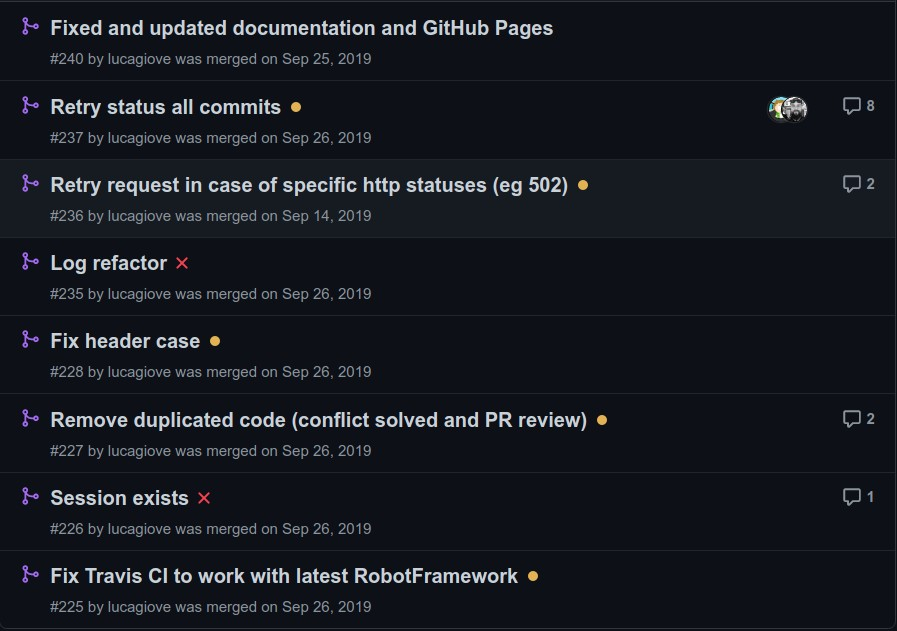 Fixed and updated documentation and GitHub Pages
#240 by lucagiove was merged on Sep 25, 2019
Retry status all commits
8
#237 by lucagiove was merged on Sep 26, 2019
Retry request in case of specific http statuses (eg 502)
2
#236 by lucagiove was merged on Sep 14, 2019
Log refactor
#235 by lucagiove was merged on Sep 26, 2019
Fix header case
#228 by lucagiove was merged on Sep 26, 2019
Remove duplicated code (conflict solved and PR review)
2
#227 by lucagiove was merged on Sep 26, 2019
Session exists
1
#226 by lucagiove was merged on Sep 26, 2019
Fix Travis CI to work with latest RobotFramework
#225 by lucagiove was merged on Sep 26, 2019